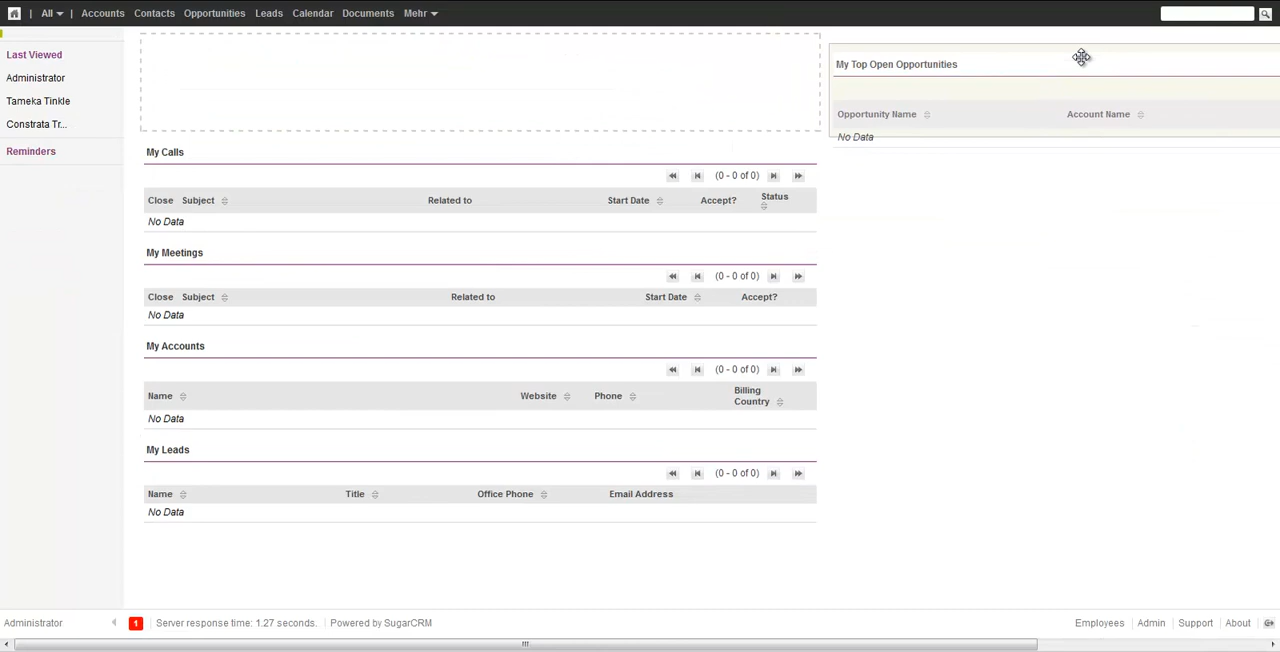 All Accounts Contacts Opportunities Leads Calendar Documents Mehr
Last Viewed
Administrator
Tameka Tinkle
Constrata Tr...
Reminders
My Top Open Opportunities
Opportunity Name Account Name
No Data
My Calls
(0 - 0 of 0)
Close Subject Related to Start Date Accept? Status
No Data
My Meetings
(0 - 0 of 0)
Close Subject Related to Start Date Accept?
No Data
My Accounts
(0 - 0 of 0)
Name Website Phone Billing Country
No Data
My Leads
(0 - 0 of 0)
Name Title Office Phone Email Address
No Data
Administrator 1 Server response time: 1.27 seconds. Powered by SugarCRM Employees Admin Support About